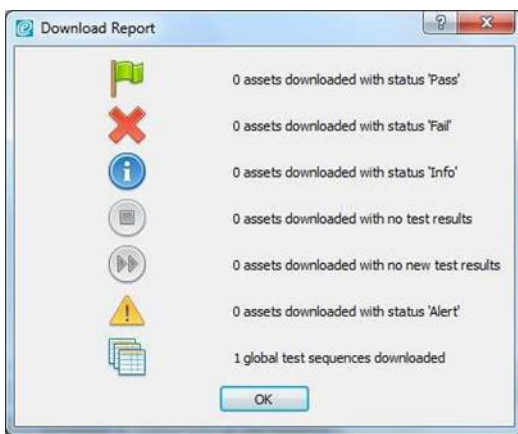 Download Report
0 assets downloaded with status 'Pass'
0 assets downloaded with status 'Fail'
0 assets downloaded with status 'Info'
0 assets downloaded with no test results
0 assets downloaded with no new test results
0 assets downloaded with status 'Alert'
1 global test sequences downloaded
OK